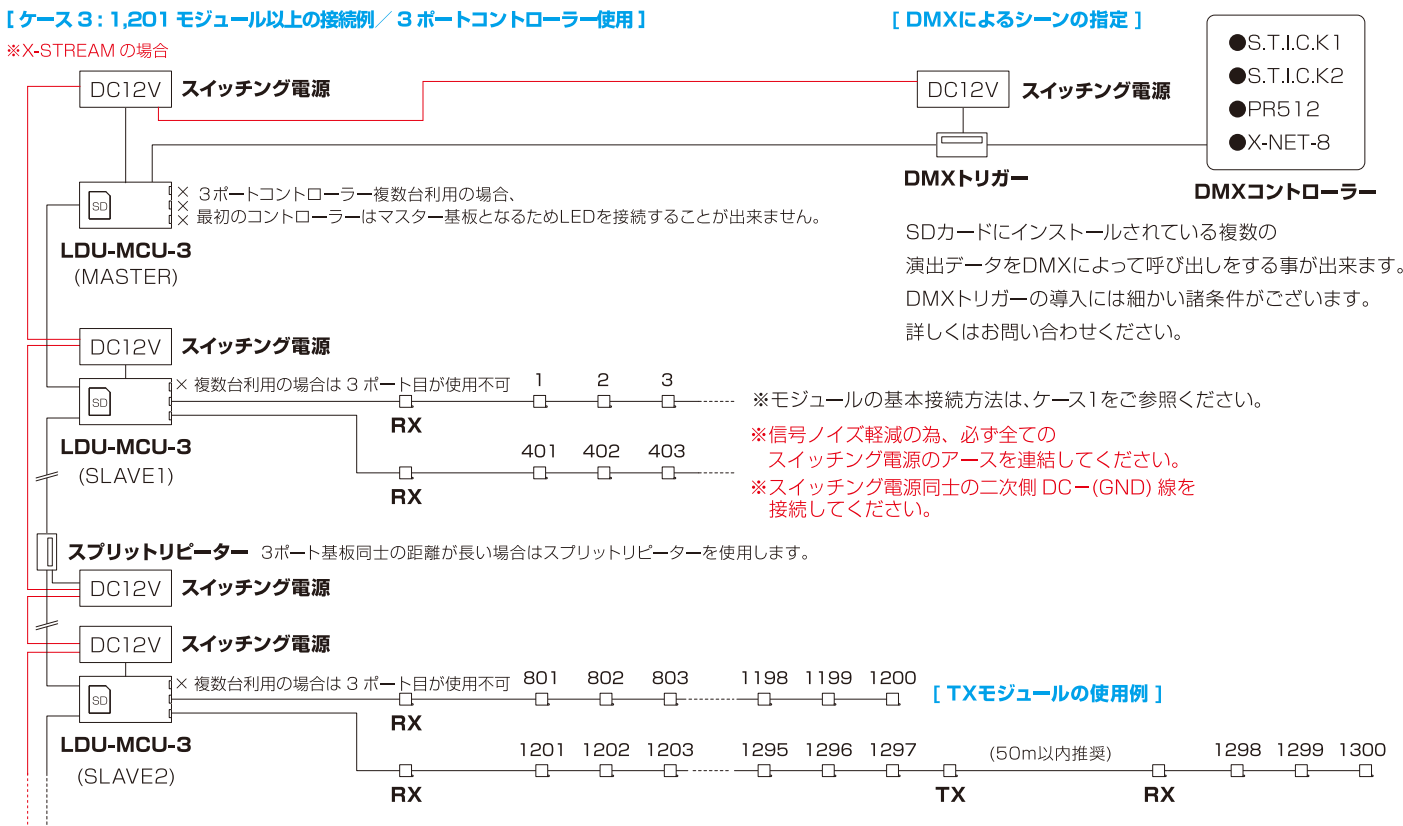 [ ケース 3 : 1,201 モジュール以上の接続例／ 3 ポートコントローラー使用 ]
※X-STREAM の場合
DC12V スイッチング電源
SD
× 3ポートコントローラー複数台利用の場合、
×
× 最初のコントローラーはマスター基板となるためLEDを接続することが出来ません。
LDU-MCU-3
(MASTER)
[ DMXによるシーンの指定 ]
DC12V スイッチング電源
DMXトリガー
●S.T.I.C.K1
●S.T.I.C.K2
●PR512
●X-NET-8
DMXコントローラー
SDカードにインストールされている複数の
演出データをDMXによって呼び出しをする事が出来ます。
DMXトリガーの導入には細かい諸条件がございます。
詳しくはお問い合わせください。
DC12V スイッチング電源
SD
× 複数台利用の場合は 3 ポート目が使用不可
1 2 3
RX
401 402 403
RX
LDU-MCU-3
(SLAVE1)
※モジュールの基本接続方法は、ケース1をご参照ください。
※信号ノイズ軽減の為、必ず全ての
スイッチング電源のアースを連結してください。
※スイッチング電源同士の二次側 DC－(GND) 線を
接続してください。
スプリットリピーター 3ポート基板同士の距離が長い場合はスプリットリピーターを使用します。
DC12V スイッチング電源
DC12V スイッチング電源
SD
× 複数台利用の場合は 3 ポート目が使用不可
801 802 803 1198 1199 1200
RX
[ TXモジュールの使用例 ]
LDU-MCU-3
(SLAVE2)
1201 1202 1203 1295 1296 1297 (50m以内推奨) 1298 1299 1300
RX TX RX